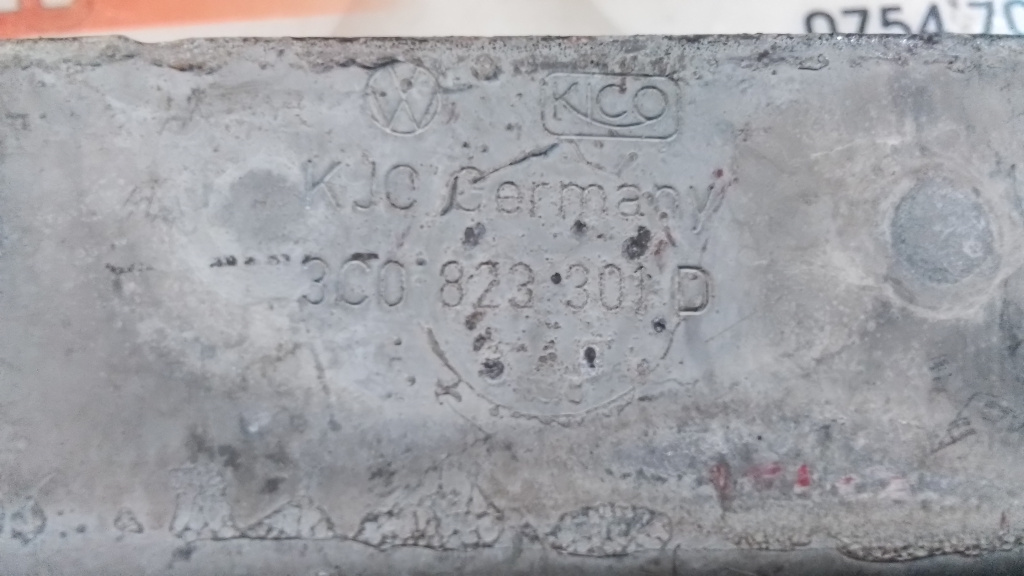 KICO
KJC Germany
3C0 823 301 D